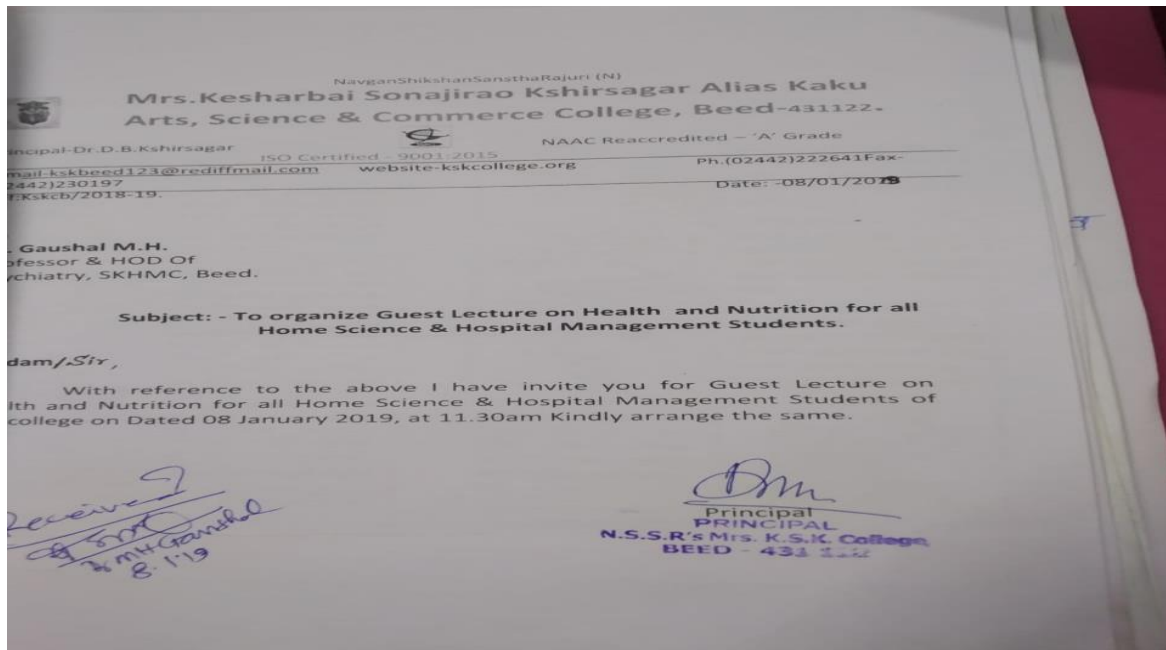 NavganShikshanSansthaRajuri (N)
Mrs.Kesharbai Sonajirao Kshirsagar Alias Kaku
Arts, Science & Commerce College, Beed-431122.
incipal-Dr.D.B.Kshirsagar
NAAC Reaccredited – 'A' Grade
ISO Certified - 9001:2015
mail-kskbeed123@rediffmail.com website-kskcollege.org Ph.(02442)222641Fax-
2442)230197
Date: -08/01/2019
f:Kskcb/2018-19.
. Gaushal M.H.
ofessor & HOD Of
ychiatry, SKHMC, Beed.
Subject: - To organize Guest Lecture on Health and Nutrition for all
Home Science & Hospital Management Students.
dam/Sir,
With reference to the above I have invite you for Guest Lecture on
lth and Nutrition for all Home Science & Hospital Management Students of
college on Dated 08 January 2019, at 11.30am Kindly arrange the same.
Received
Dr MH Gaushal
8.1.19
Principal
PRINCIPAL
N.S.S.R's Mrs. K.S.K. College
BEED - 431